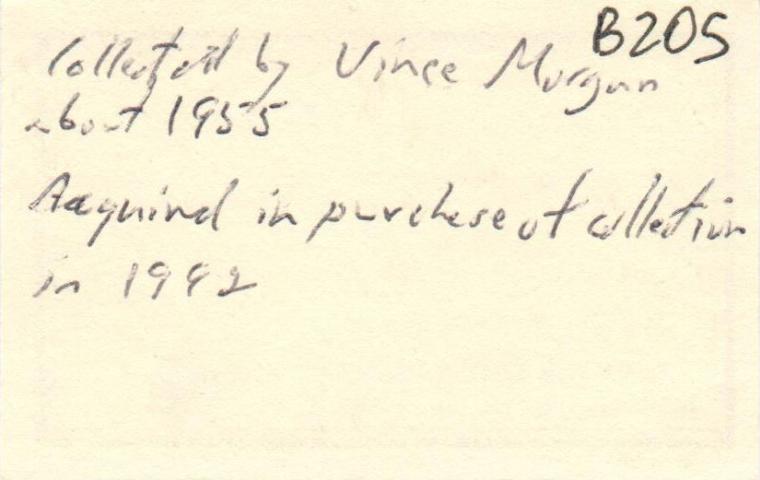 B205
Collected by Vince Morgan
about 1955
Acquired in purchase of collection
in 1992